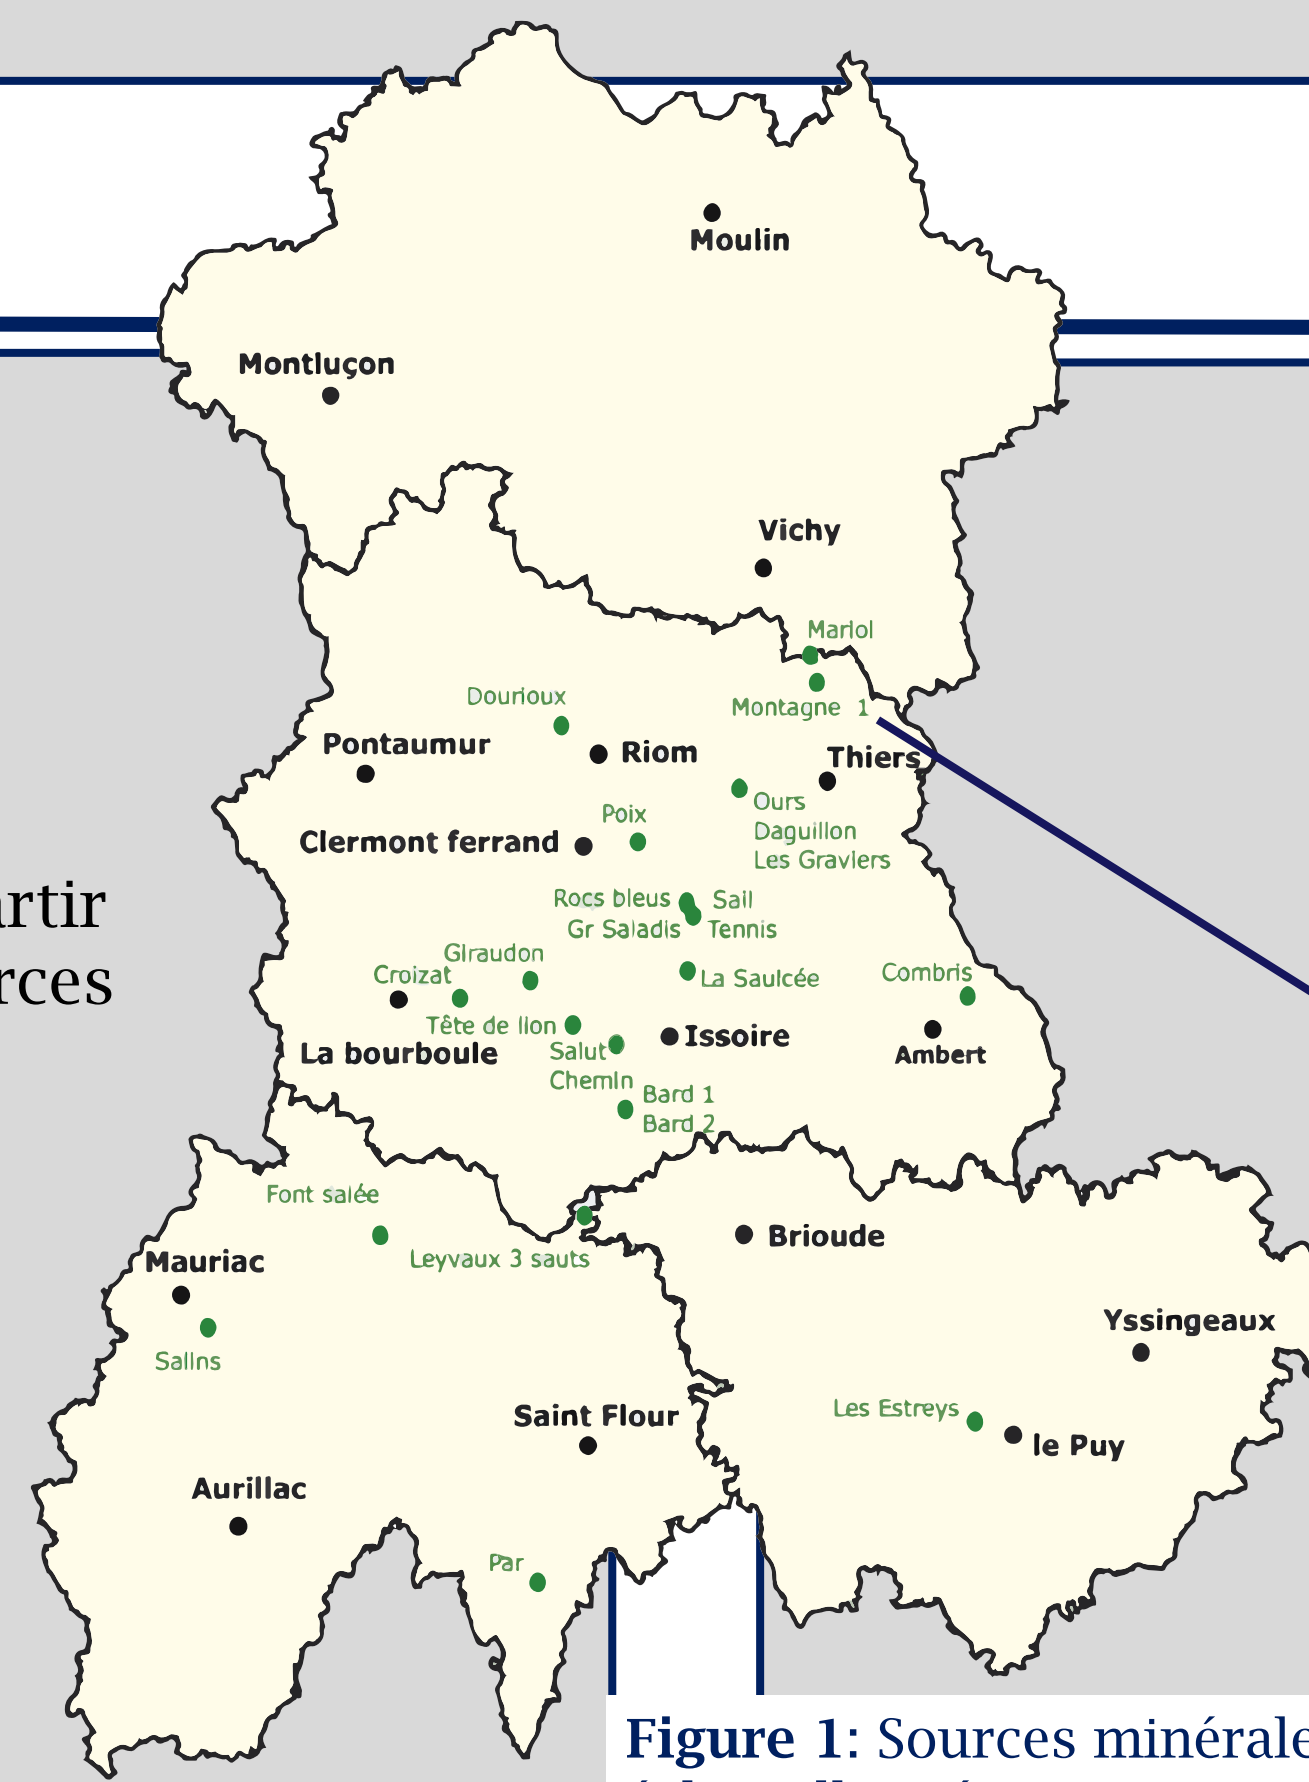 Moulin
Montluçon
Vichy
Mariol
Dourioux
Montagne 1
Pontaumur
Riom
Thiers
Ours
Poix
Daguillon
Clermont ferrand
Les Graviers
Rocs bleus
Sail
artir
Gr Saladis
Tennis
Giraudon
Croizat
La Saulcée
Combris
rces
Tête de lion
Issoire
Salut
La bourboule
Ambert
Chemin
Bard 1
Bard 2
Font salée
Brioude
Mauriac
Leyvaux 3 sauts
Yssingeaux
Salins
Les Estreys
Saint Flour
le Puy
Aurillac
Par
Figure 1: Sources minérale